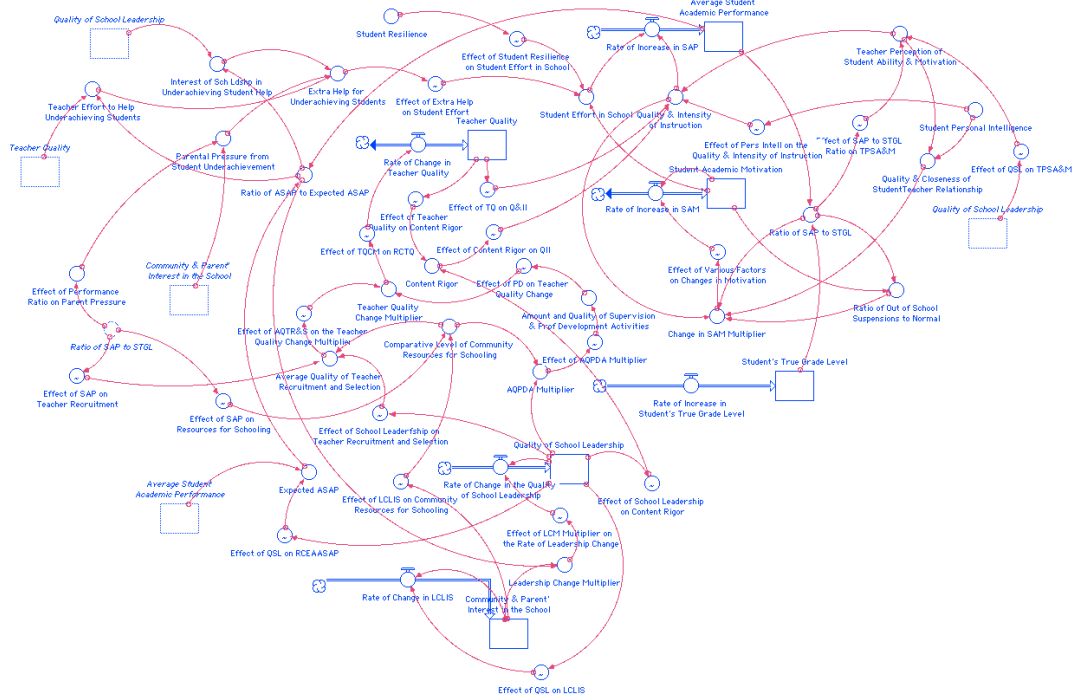 Average Student
Academic Performance
Quality of School Leadership
Student Resilience
Rate of Increase in SAP
Effect of Student Resilience
on Student Effort in School
Teacher Perception of
Student Ability & Motivation
Interest of Sch Ldshp in
Underachieving Student Help
Extra Help for
Underachieving Students
Effect of Extra Help
on Student Effort
Teacher Effort to Help
Underachieving Students
Student Effort in School
Quality & Intensity
of Instruction
Student Personal Intelligence
Teacher Quality
Effect of Pers Intell on the
Quality & Intensity of Instruction
Effect of SAP to STGL
Ratio on TPSA&M
Teacher Quality
Parental Pressure from
Student Underachievement
Rate of Change in
Teacher Quality
Student Academic Motivation
Effect of QSL on TPSA&M
Quality & Closeness of
StudentTeacher Relationship
Ratio of ASAP to Expected ASAP
Effect of TQ on Q&II
Rate of Increase in SAM
Quality of School Leadership
Effect of Teacher
Quality on Content Rigor
Ratio of SAP to STGL
Effect of TQCM on RCTQ
Effect of Content Rigor on QII
Community & Parent'
Interest in the School
Content Rigor
Effect of PD on Teacher
Quality Change
Effect of Various Factors
on Changes in Motivation
Effect of Performance
Ratio on Parent Pressure
Teacher Quality
Change Multiplier
Amount and Quality of Supervision
& Prof Development Activities
Ratio of Out of School
Suspensions to Normal
Effect of AQTR&S on the Teacher
Quality Change Multiplier
Change in SAM Multiplier
Ratio of SAP to STGL
Comparative Level of Community
Resources for Schooling
Effect of AQPDA Multiplier
Student's True Grade Level
Average Quality of Teacher
Recruitment and Selection
AQPDA Multiplier
Effect of SAP on
Teacher Recruitment
Rate of Increase in
Student's True Grade Level
Effect of SAP on
Resources for Schooling
Effect of School Leaderfship on
Teacher Recruitment and Selection
Quality of School Leadership
Average Student
Academic Performance
Expected ASAP
Rate of Change in the Quality
of School Leadership
Effect of LCLIS on Community
Resources for Schooling
Effect of School Leadership
on Content Rigor
Effect of LCM Multiplier on
the Rate of Leadership Change
Effect of QSL on RCEAASAP
Leadership Change Multiplier
Rate of Change in LCLIS
Community & Parent'
Interest in the School
Effect of QSL on LCLIS